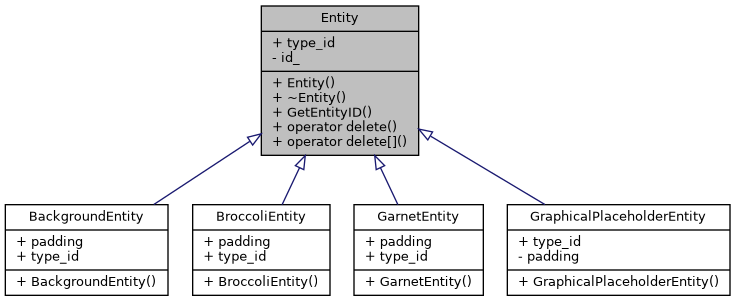 Entity
+ type_id
- id_
+ Entity()
+ ~Entity()
+ GetEntityID()
+ operator delete()
+ operator delete[]()
BackgroundEntity
+ padding
+ type_id
+ BackgroundEntity()
BroccoliEntity
+ padding
+ type_id
+ BroccoliEntity()
GarnetEntity
+ padding
+ type_id
+ GarnetEntity()
GraphicalPlaceholderEntity
+ type_id
- padding
+ GraphicalPlaceholderEntity()